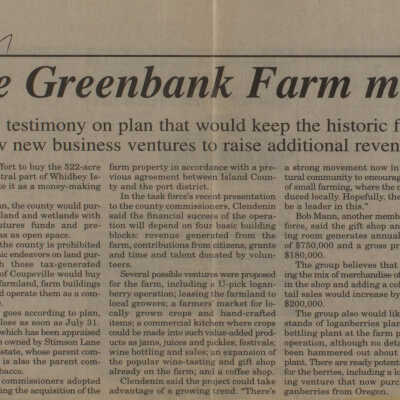 e Greenbank Farm m
testimony on plan that would keep the historic f
new business ventures to raise additional reven
fort to buy the 522-acre
tral part of Whidbey Is-
te it as a money-making
an, the county would pur-
land and wetlands with
tures funds and pre-
as as open space.
the county is prohibited
ic endeavors on land pur-
th those tax-generated
of Coupeville would buy
farmland, farm buildings
d operate them as a com-
goes according to plan,
lose as soon as July 31.
which has been appraised
s owned by Stimson Lane
state, whose parent com-
is also the parent com-
bacco.
commissioners adopted
ng the acquisition of the
farm property in accordance with a pre-
vious agreement between Island Coun-
ty and the port district.
In the task force's recent presentation
to the county commissioners, Clendenin
said the financial success of the opera-
tion will depend on four basic building
blocks: revenue generated from the
farm, contributions from citizens, grants
and time and talent donated by volun-
teers.
Several possible ventures were proposed
for the farm, including a U-pick logan-
berry operation; leasing the farmland to
local growers; a farmers market for lo-
cally grown crops and hand-crafted
items; a commercial kitchen where crops
could be made into such value-added prod-
ucts as jams, juices and pickles; festivals;
wine bottling and sales; an expansion of
the popular wine-tasting and gift shop
already on the farm; and a coffee shop.
Clendenin said the project could take
advantage of a growing trend. "There's
a strong movement now in
tural community to encourag
of small farming, where the c
duced locally. Hopefully, the
be a leader in this."
Bob Mann, another memb
force, said the gift shop an
ing room generates annual
of $750,000 and a gross p
$180,000.
The group believes that
ing the mix of merchandise of
in the shop and adding a co
tail sales would increase by
$200,000.
The group also would like
stands of loganberries plan
bottling plant at the farm p
operation, although no deta
been hammered out about
plan. There are ready potent
for the berries, including a lo
ing venture that now purch
ganberries from Oregon.